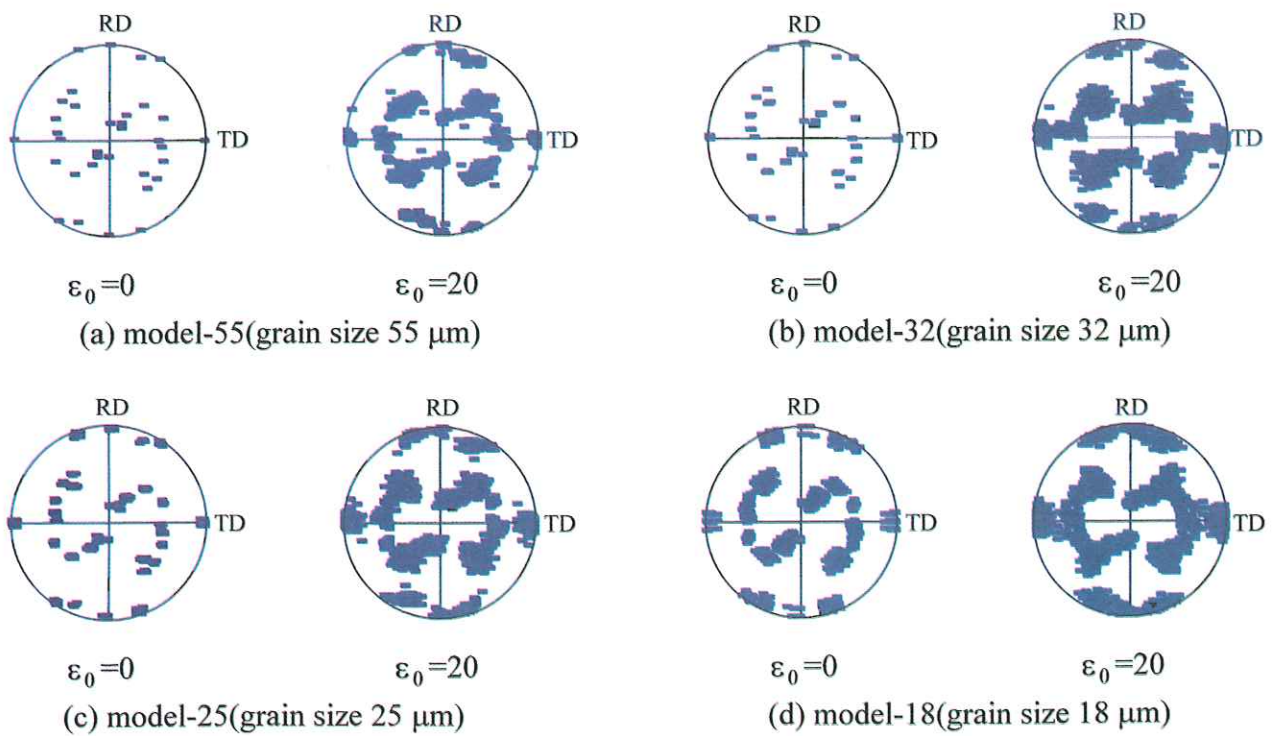 RD
RD
RD
RD
TD
TD
TD
TD
ε₀=0
ε₀=20
ε₀=0
ε₀=20
(a) model-55(grain size 55 μm)
(b) model-32(grain size 32 μm)
RD
RD
RD
RD
TD
TD
TD
TD
ε₀=0
ε₀=20
ε₀=0
ε₀=20
(c) model-25(grain size 25 μm)
(d) model-18(grain size 18 μm)